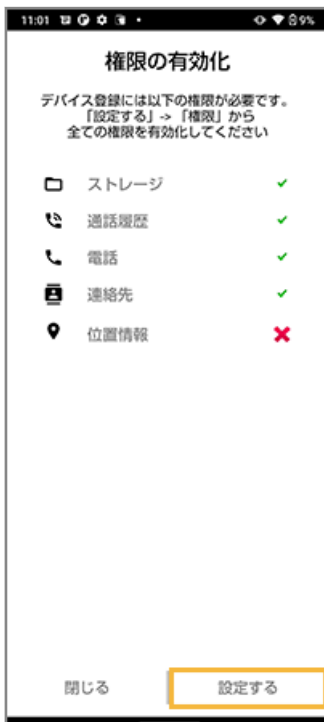 11:01 89%
権限の有効化
デバイス登録には以下の権限が必要です。
「設定する」->「権限」から
全ての権限を有効化してください
ストレージ
通話履歴
電話
連絡先
位置情報
閉じる 設定する